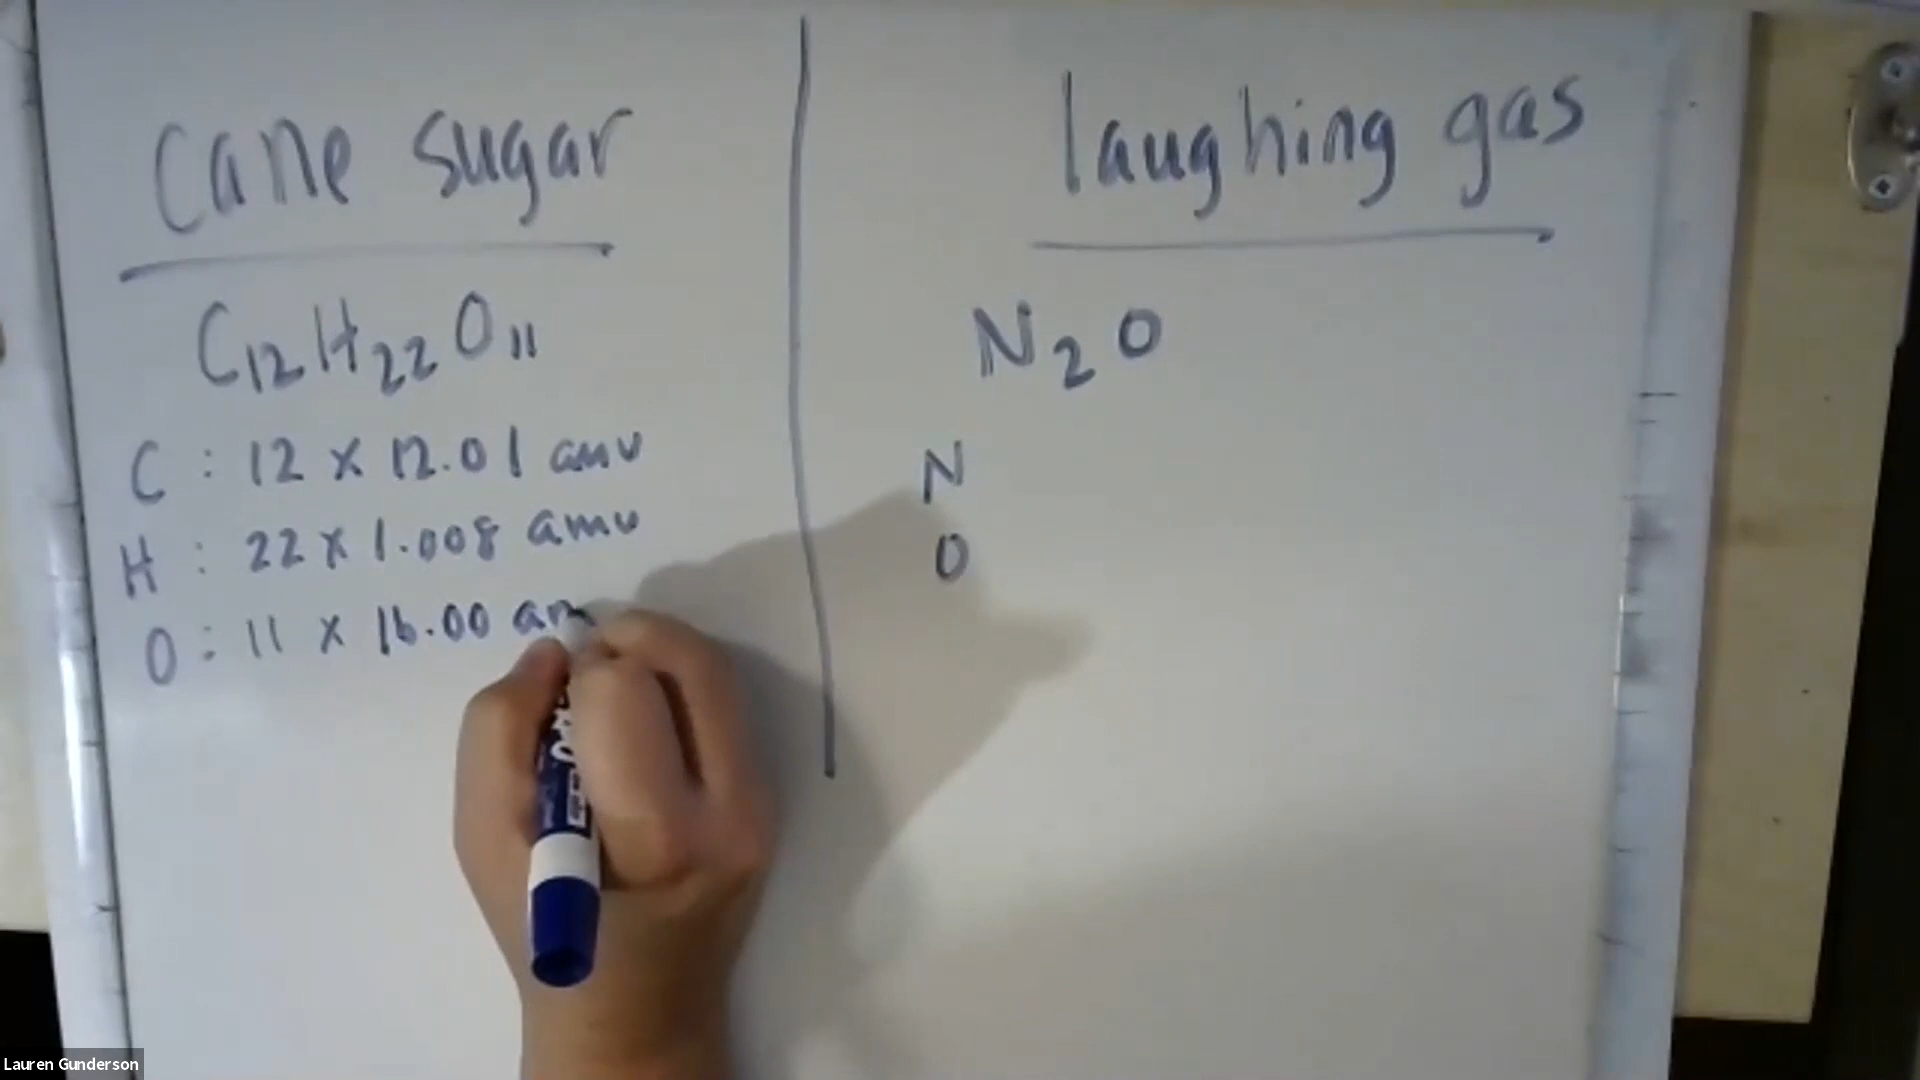 cane sugar
C12H22O11
C : 12 x 12.01 amu
H : 22 x 1.008 amu
O : 11 x 16.00 am
laughing gas
N2O
N
O
Lauren Gunderson